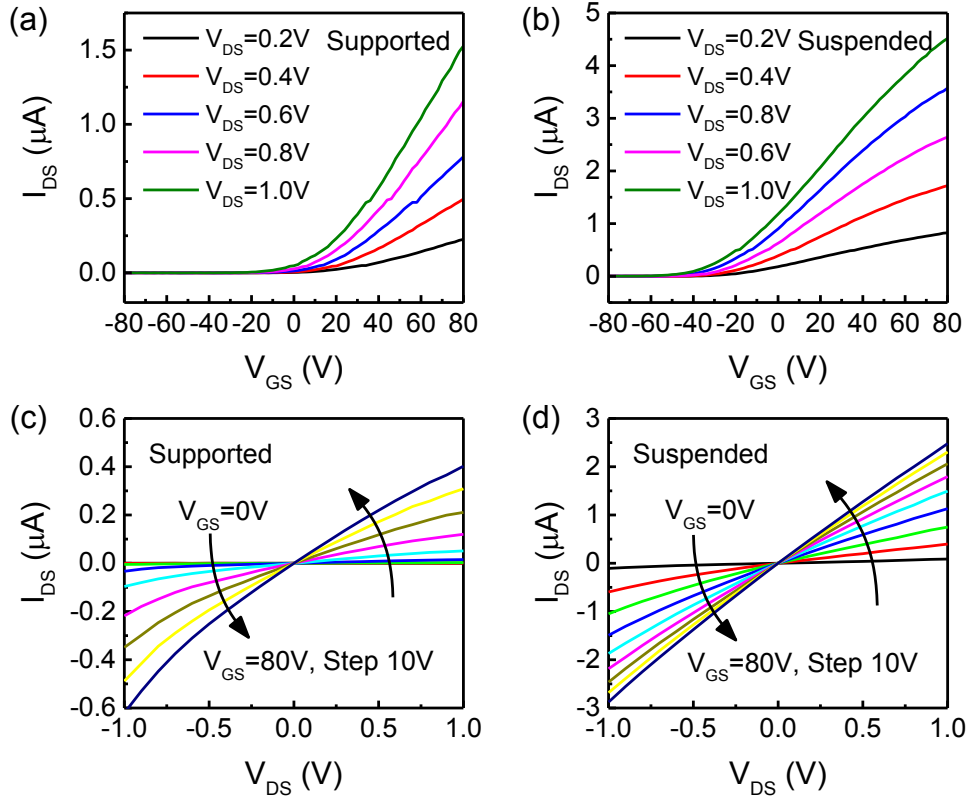 (a)
V_DS=0.2V
Supported
V_DS=0.4V
V_DS=0.6V
V_DS=0.8V
V_DS=1.0V
1.5
1.0
0.5
0.0
I_DS (μA)
-80 -60 -40 -20 0 20 40 60 80
V_GS (V)
(b)
V_DS=0.2V
Suspended
V_DS=0.4V
V_DS=0.8V
V_DS=0.6V
V_DS=1.0V
5
4
3
2
1
0
I_DS (μA)
-80 -60 -40 -20 0 20 40 60 80
V_GS (V)
(c)
Supported
V_GS=0V
V_GS=80V, Step 10V
0.6
0.4
0.2
0.0
-0.2
-0.4
-0.6
I_DS (μA)
-1.0 -0.5 0.0 0.5 1.0
V_DS (V)
(d)
Suspended
V_GS=0V
V_GS=80V, Step 10V
3
2
1
0
-1
-2
-3
I_DS (μA)
-1.0 -0.5 0.0 0.5 1.0
V_DS (V)